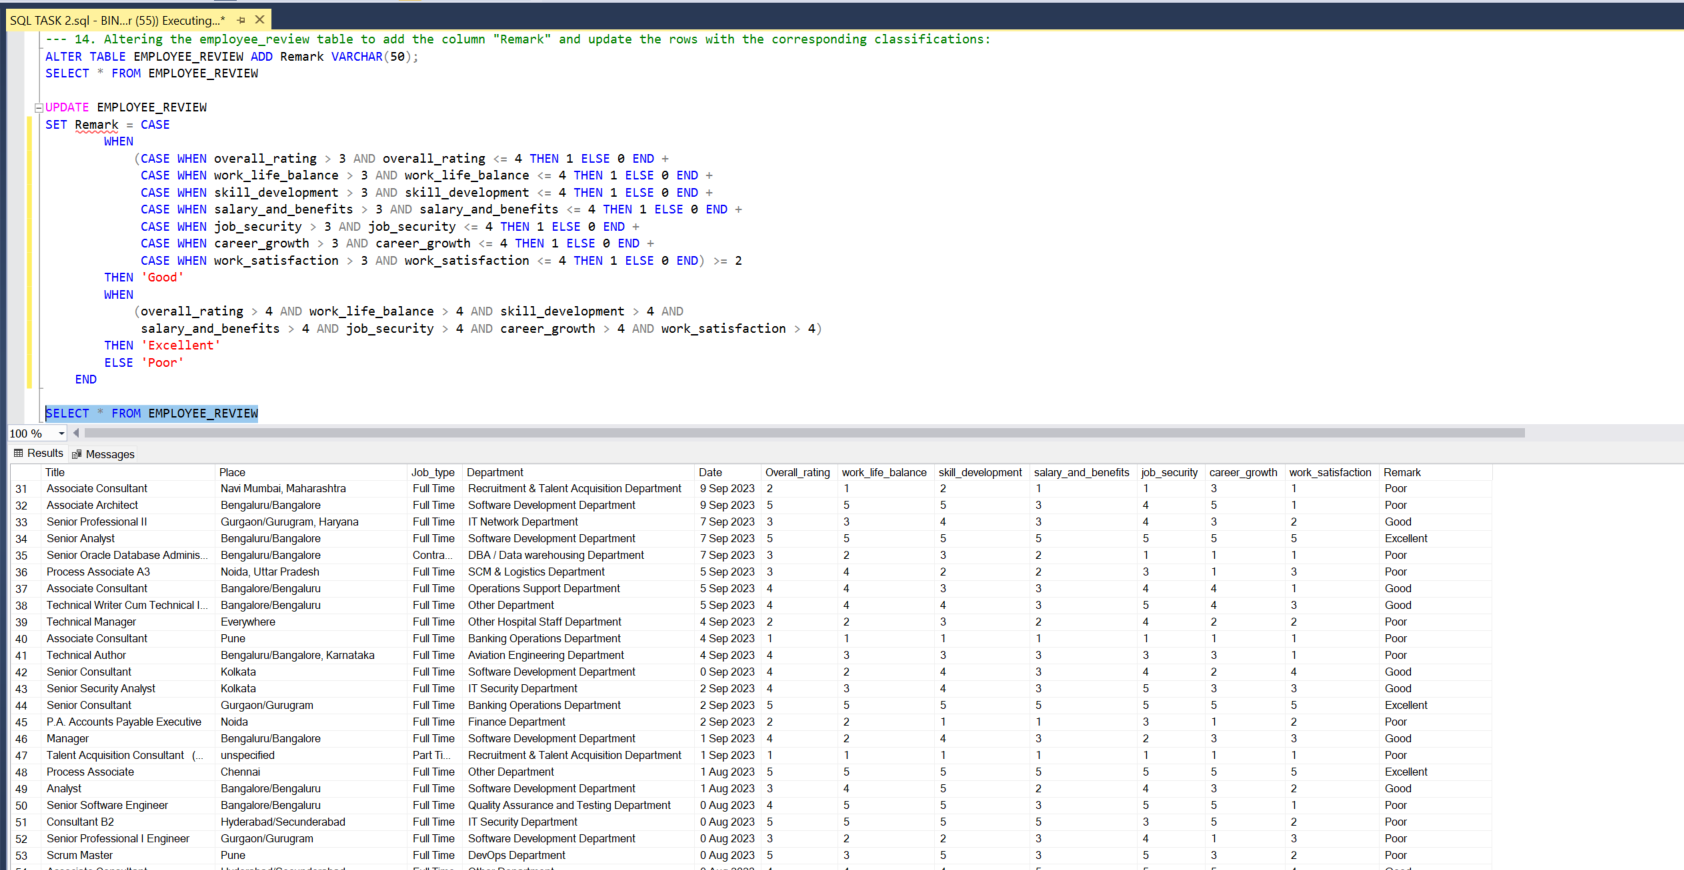 SQL TASK 2.sql - BIN...r (55)) Executing...*
--- 14. Altering the employee_review table to add the column "Remark" and update the rows with the corresponding classifications:
ALTER TABLE EMPLOYEE_REVIEW ADD Remark VARCHAR(50);
SELECT * FROM EMPLOYEE_REVIEW
UPDATE EMPLOYEE_REVIEW
SET Remark = CASE
WHEN
(CASE WHEN overall_rating > 3 AND overall_rating <= 4 THEN 1 ELSE 0 END +
CASE WHEN work_life_balance > 3 AND work_life_balance <= 4 THEN 1 ELSE 0 END +
CASE WHEN skill_development > 3 AND skill_development <= 4 THEN 1 ELSE 0 END +
CASE WHEN salary_and_benefits > 3 AND salary_and_benefits <= 4 THEN 1 ELSE 0 END +
CASE WHEN job_security > 3 AND job_security <= 4 THEN 1 ELSE 0 END +
CASE WHEN career_growth > 3 AND career_growth <= 4 THEN 1 ELSE 0 END +
CASE WHEN work_satisfaction > 3 AND work_satisfaction <= 4 THEN 1 ELSE 0 END) >= 2
THEN 'Good'
WHEN
(overall_rating > 4 AND work_life_balance > 4 AND skill_development > 4 AND
salary_and_benefits > 4 AND job_security > 4 AND career_growth > 4 AND work_satisfaction > 4)
THEN 'Excellent'
ELSE 'Poor'
END
SELECT * FROM EMPLOYEE_REVIEW
100 %
Results Messages
Title Place Job_type Department Date Overall_rating work_life_balance skill_development salary_and_benefits job_security career_growth work_satisfaction Remark
31 Associate Consultant Navi Mumbai, Maharashtra Full Time Recruitment & Talent Acquisition Department 9 Sep 2023 2 1 2 1 1 3 1 Poor
32 Associate Architect Bengaluru/Bangalore Full Time Software Development Department 9 Sep 2023 5 5 5 3 4 5 1 Poor
33 Senior Professional II Gurgaon/Gurugram, Haryana Full Time IT Network Department 7 Sep 2023 3 3 4 3 4 3 2 Good
34 Senior Analyst Bengaluru/Bangalore Full Time Software Development Department 7 Sep 2023 5 5 5 5 5 5 5 Excellent
35 Senior Oracle Database Adminis... Bengaluru/Bangalore Contra... DBA / Data warehousing Department 7 Sep 2023 3 2 3 2 1 1 1 Poor
36 Process Associate A3 Noida, Uttar Pradesh Full Time SCM & Logistics Department 5 Sep 2023 3 4 2 2 3 1 3 Poor
37 Associate Consultant Bangalore/Bengaluru Full Time Operations Support Department 5 Sep 2023 4 4 3 3 4 4 1 Good
38 Technical Writer Cum Technical I... Bangalore/Bengaluru Full Time Other Department 5 Sep 2023 4 4 4 3 5 4 3 Good
39 Technical Manager Everywhere Full Time Other Hospital Staff Department 4 Sep 2023 2 2 3 2 4 2 2 Poor
40 Associate Consultant Pune Full Time Banking Operations Department 4 Sep 2023 1 1 1 1 1 1 1 Poor
41 Technical Author Bengaluru/Bangalore, Karnataka Full Time Aviation Engineering Department 4 Sep 2023 4 3 3 3 3 3 1 Poor
42 Senior Consultant Kolkata Full Time Software Development Department 0 Sep 2023 4 2 4 3 4 2 4 Good
43 Senior Security Analyst Kolkata Full Time IT Security Department 2 Sep 2023 4 3 4 3 5 3 3 Good
44 Senior Consultant Gurgaon/Gurugram Full Time Banking Operations Department 2 Sep 2023 5 5 5 5 5 5 5 Excellent
45 P.A. Accounts Payable Executive Noida Full Time Finance Department 2 Sep 2023 2 2 1 1 3 1 2 Poor
46 Manager Bengaluru/Bangalore Full Time Software Development Department 1 Sep 2023 4 2 4 3 2 3 3 Good
47 Talent Acquisition Consultant (... unspecified Part Ti... Recruitment & Talent Acquisition Department 1 Sep 2023 1 1 1 1 1 1 1 Poor
48 Process Associate Chennai Full Time Other Department 1 Aug 2023 5 5 5 5 5 5 5 Excellent
49 Analyst Bangalore/Bengaluru Full Time Software Development Department 1 Aug 2023 3 4 5 2 4 3 2 Good
50 Senior Software Engineer Bangalore/Bengaluru Full Time Quality Assurance and Testing Department 0 Aug 2023 4 5 5 3 5 5 1 Poor
51 Consultant B2 Hyderabad/Secunderabad Full Time IT Security Department 0 Aug 2023 5 5 5 5 3 5 2 Poor
52 Senior Professional I Engineer Gurgaon/Gurugram Full Time Software Development Department 0 Aug 2023 3 2 2 3 4 1 3 Poor
53 Scrum Master Pune Full Time DevOps Department 0 Aug 2023 5 3 5 3 5 3 2 Poor